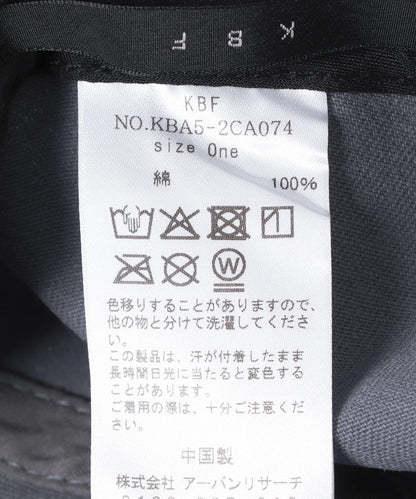 KBF
KBF
NO.KBA5-2CA074
size One
綿 100%
W
色移りすることがありますので、
他の物と分けて洗濯してくださ
い。
この製品は、汗が付着したまま
長時間日光に当たると変色する
ことがあります。
ご着用の際は、十分ご注意くだ
さい。
中国製
株式会社 アーバンリサーチ